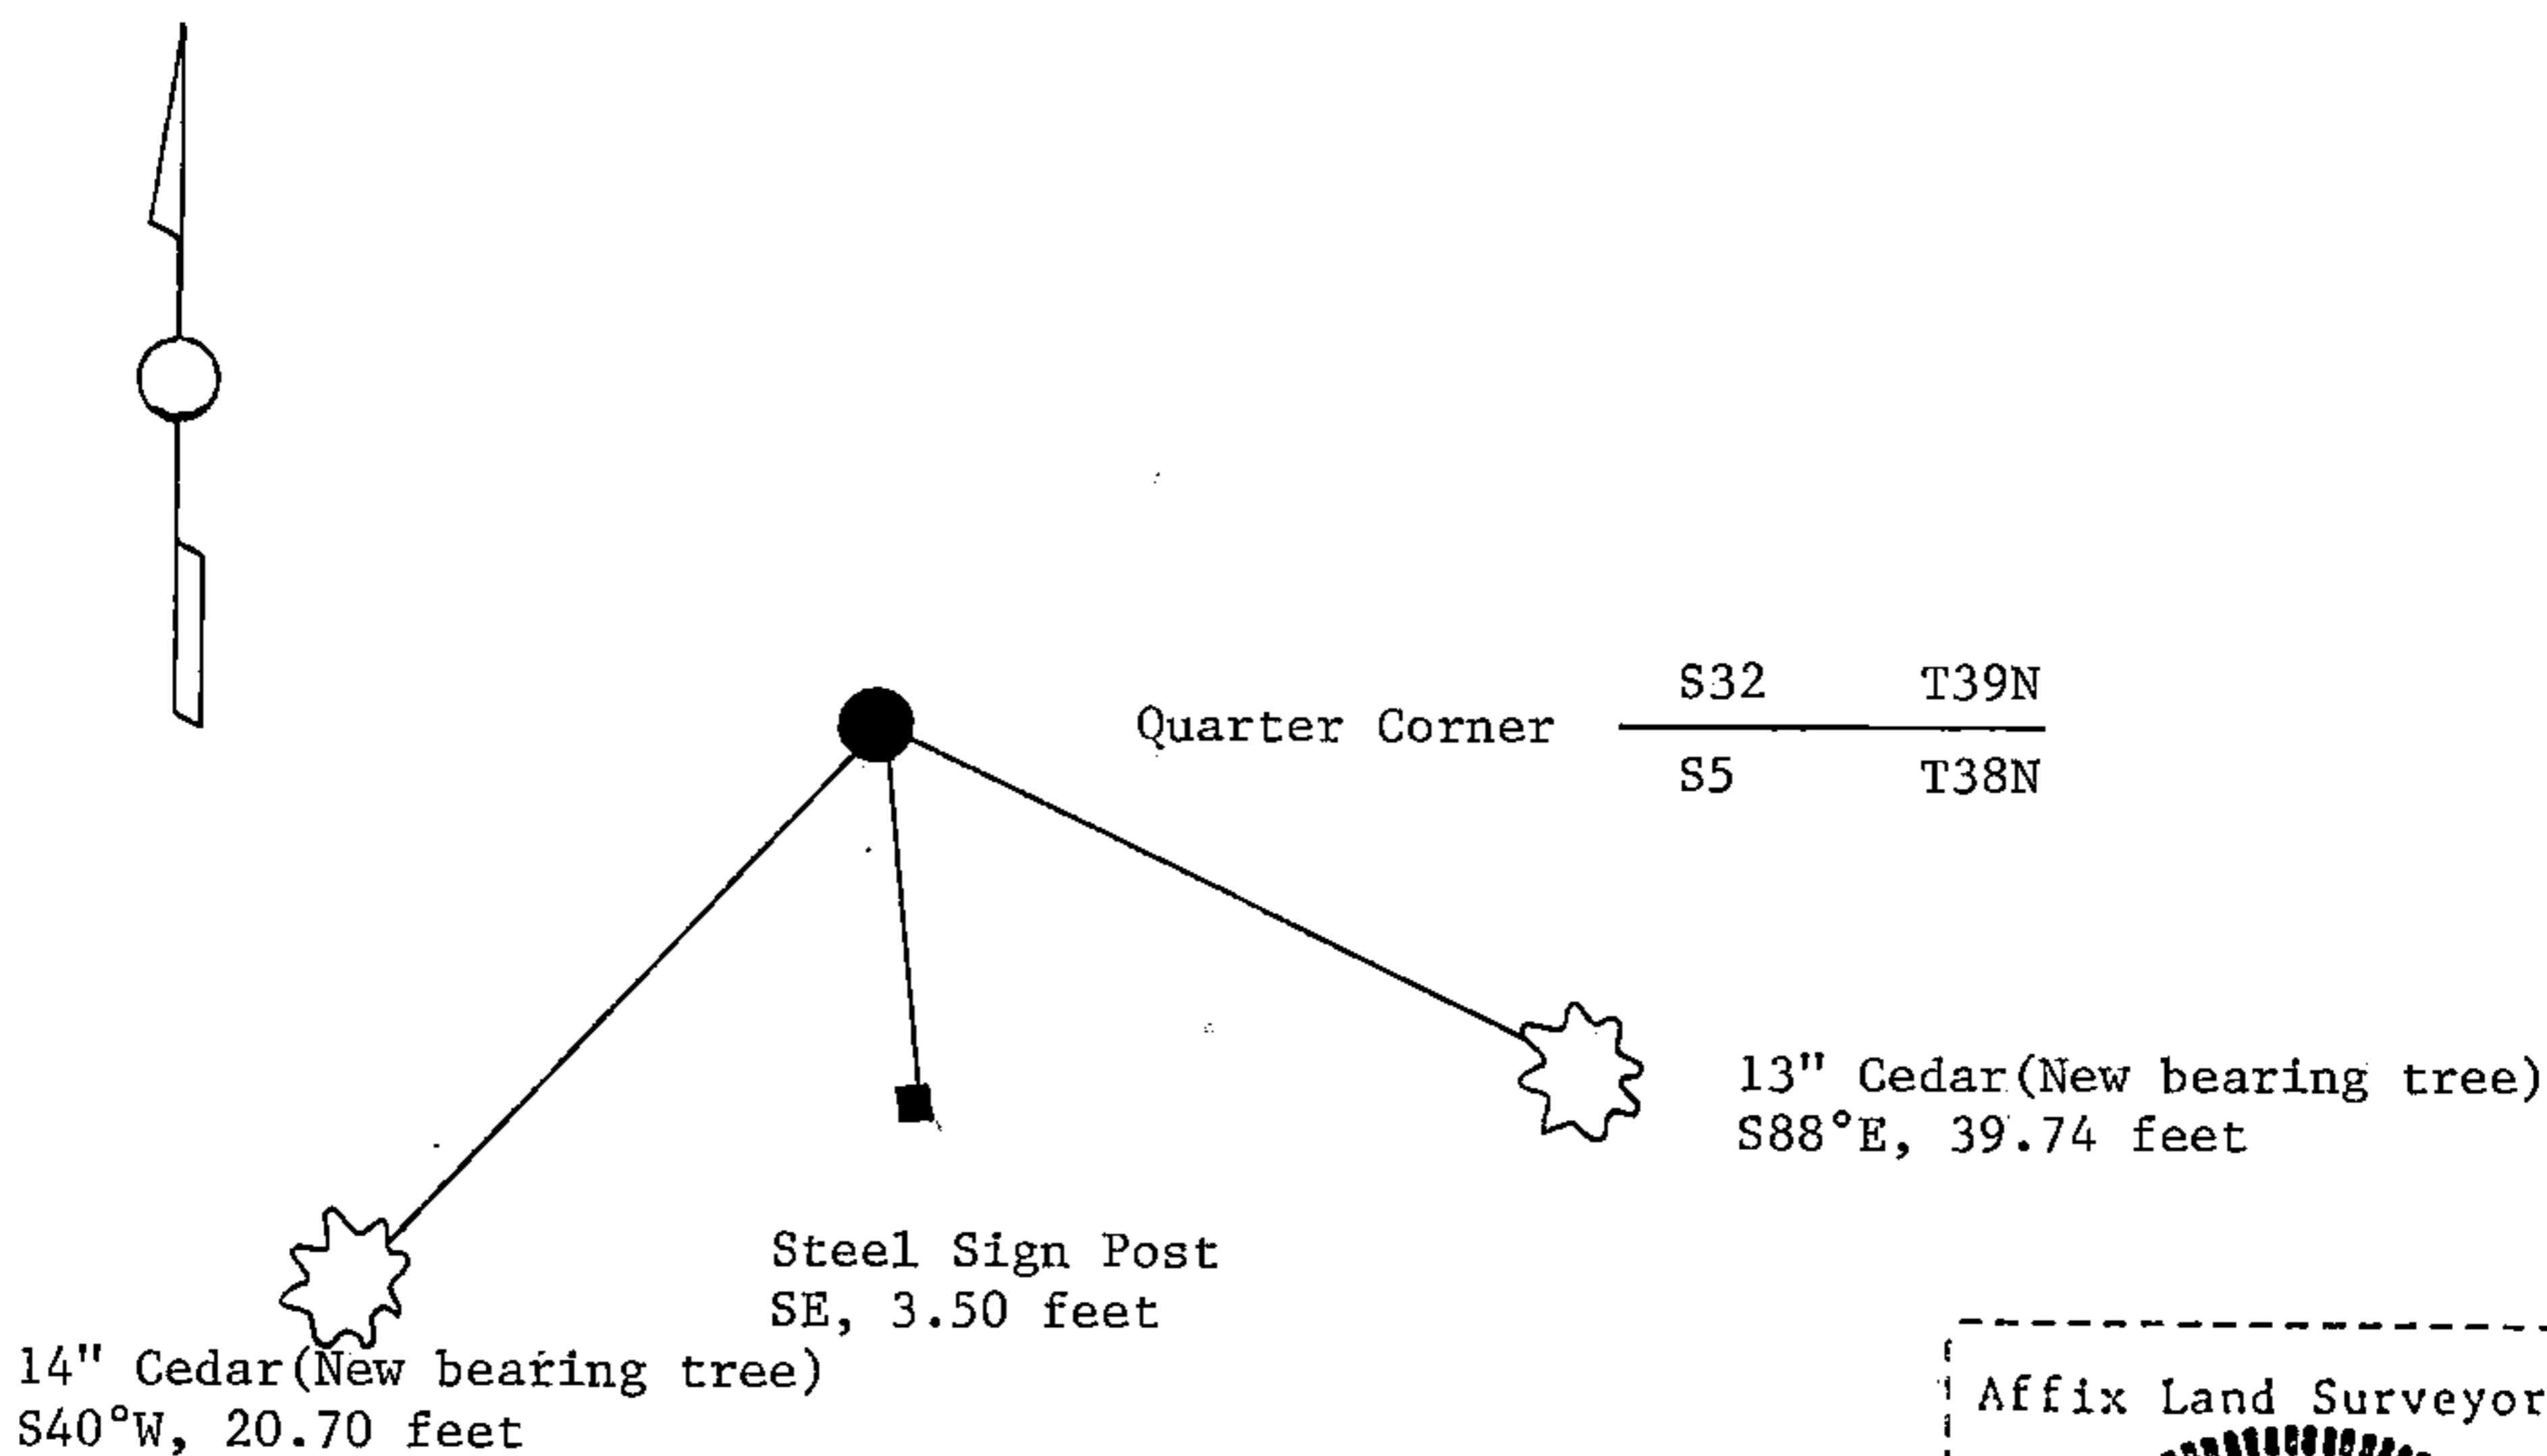 S32 T39N
Quarter Corner
S5 T38N
13" Cedar(New bearing tree)
S88°E, 39.74 feet
Steel Sign Post
SE, 3.50 feet
14" Cedar(New bearing tree)
S40°W, 20.70 feet
Affix Land Surveyor